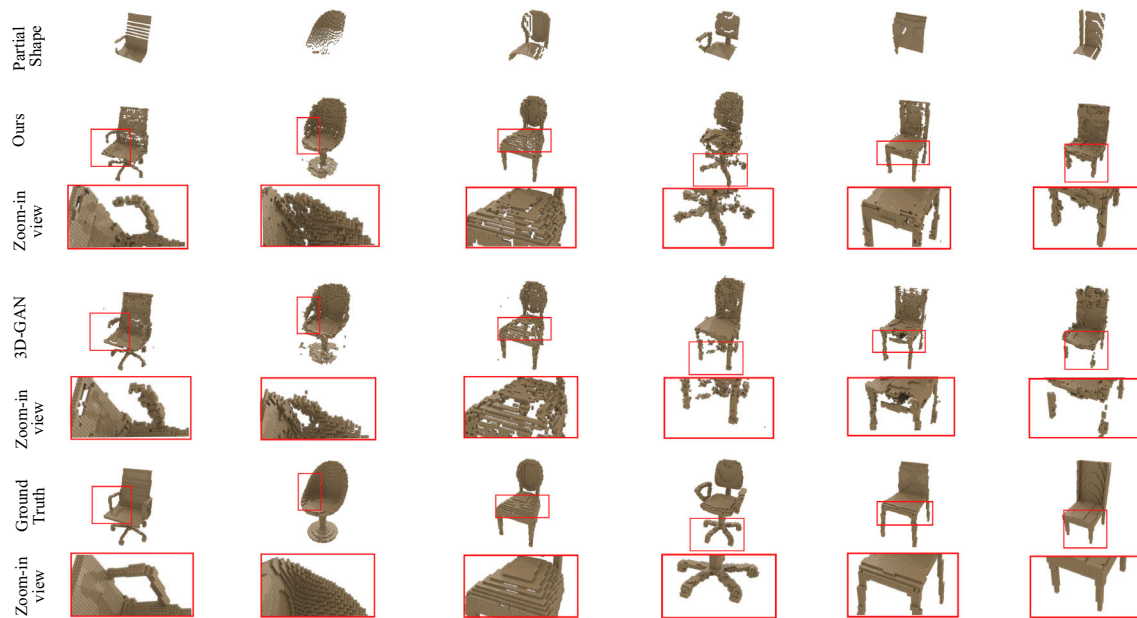 Partial
Shape
Ours
Zoom-in
view
3D-GAN
Zoom-in
view
Ground
Truth
Zoom-in
view